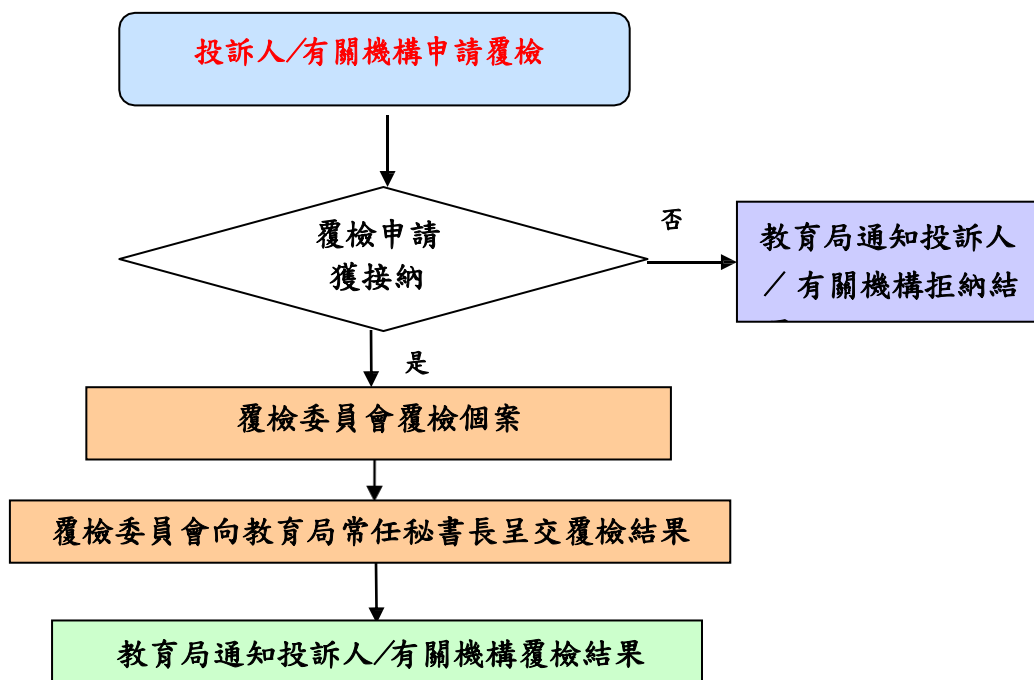 投訴人/有關機構申請覆檢
覆檢申請
獲接納
否
教育局通知投訴人
/ 有關機構拒納結
是
覆檢委員會覆檢個案
覆檢委員會向教育局常任秘書長呈交覆檢結果
教育局通知投訴人/有關機構覆檢結果